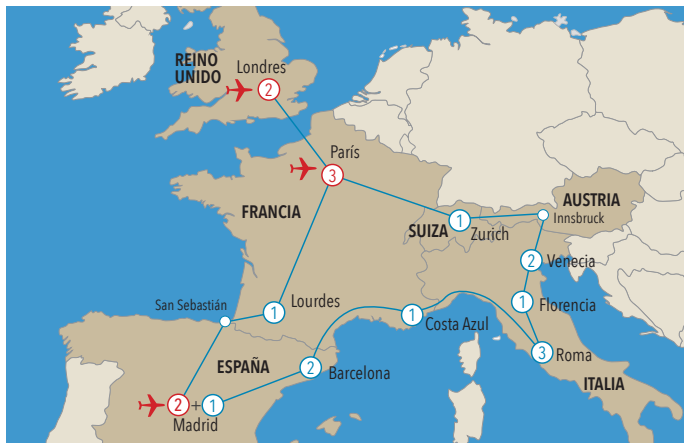 REINO
UNIDO
Londres
2
París
3
FRANCIA
AUSTRIA
SUIZA
1
Zurich
Innsbruck
2
Venecia
San Sebastián
1
Lourdes
1
Costa Azul
1
Florencia
3
Roma
ITALIA
ESPAÑA
2
Barcelona
2 + 1
Madrid